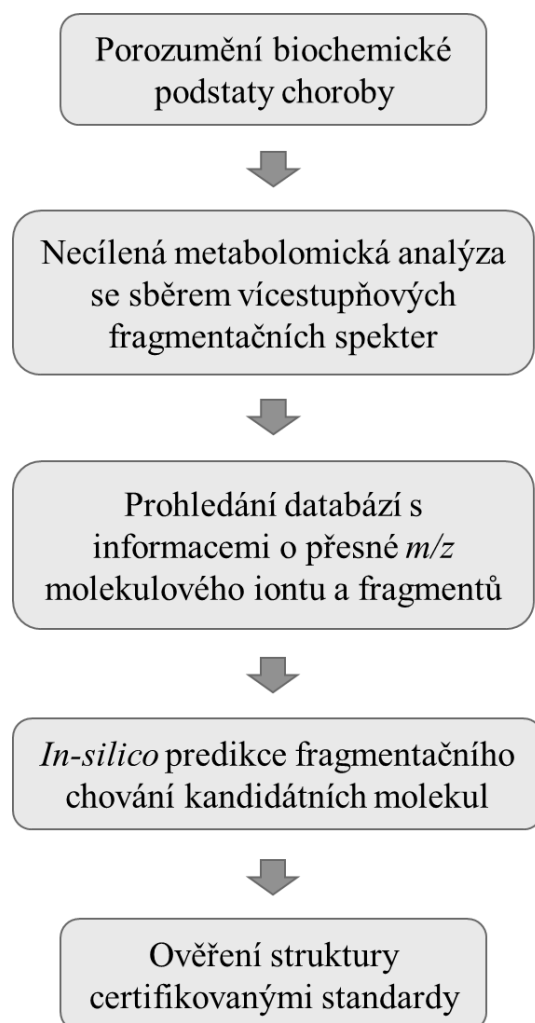 Porozumění biochemické
podstaty choroby
Necílená metabolomická analýza
se sběrem vícestupňových
fragmentačních spekter
Prohledání databází s
informacemi o přesné m/z
molekulového iontu a fragmentů
In-silico predikce fragmentačního
chování kandidátních molekul
Ověření struktury
certifikovanými standardy